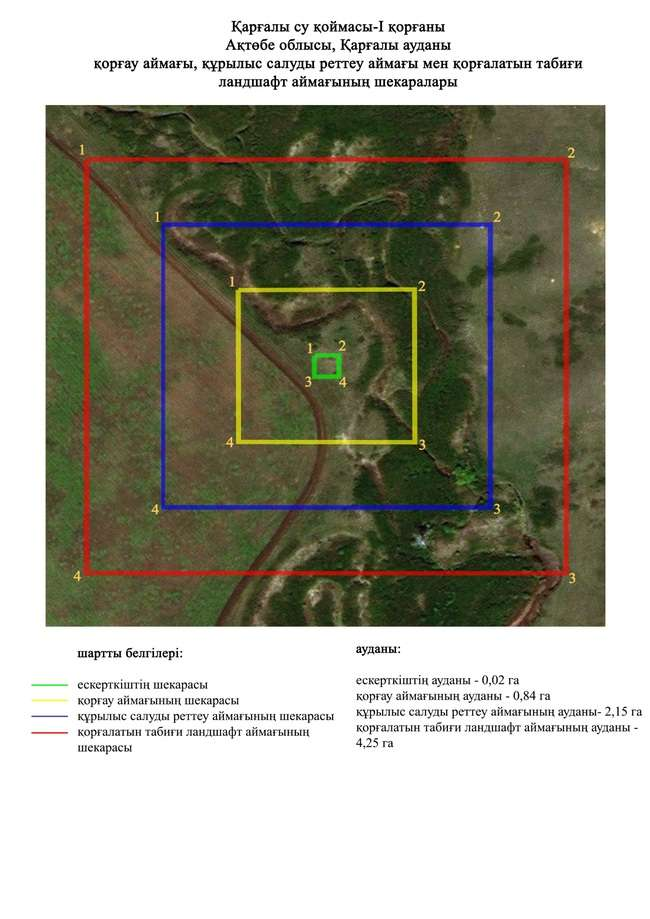 Қарғалы су қоймасы-I қорғаны
Ақтөбе облысы, Қарғалы ауданы
қорғау аймағы, құрылыс салуды реттеу аймағы мен қорғалатын табиғи
ландшафт аймағының шекаралары
1 2
1 2
1 2
1 2
3 4
4 3
4 3
4 3
шартты белгілері:
ескерткіштің шекарасы
қорғау аймағының шекарасы
құрылыс салуды реттеу аймағының шекарасы
қорғалатын табиғи ландшафт аймағының
шекарасы
ауданы:
ескерткіштің ауданы - 0,02 га
қорғау аймағының ауданы - 0,84 га
құрылыс салуды реттеу аймағының ауданы- 2,15 га
қорғалатын табиғи ландшафт аймағының ауданы -
4,25 га